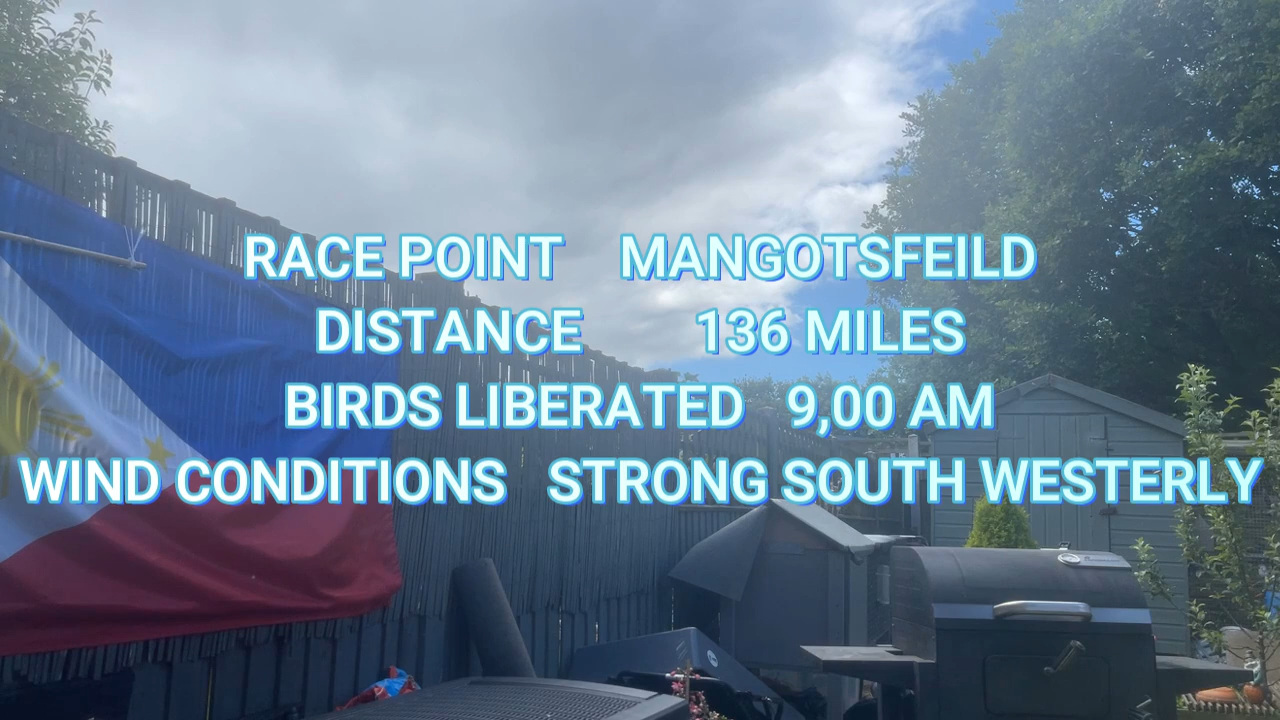 RACE POINT MANGOTSFEILD
DISTANCE 136 MILES
BIRDS LIBERATED 9,00 AM
WIND CONDITIONS STRONG SOUTH WESTERLY